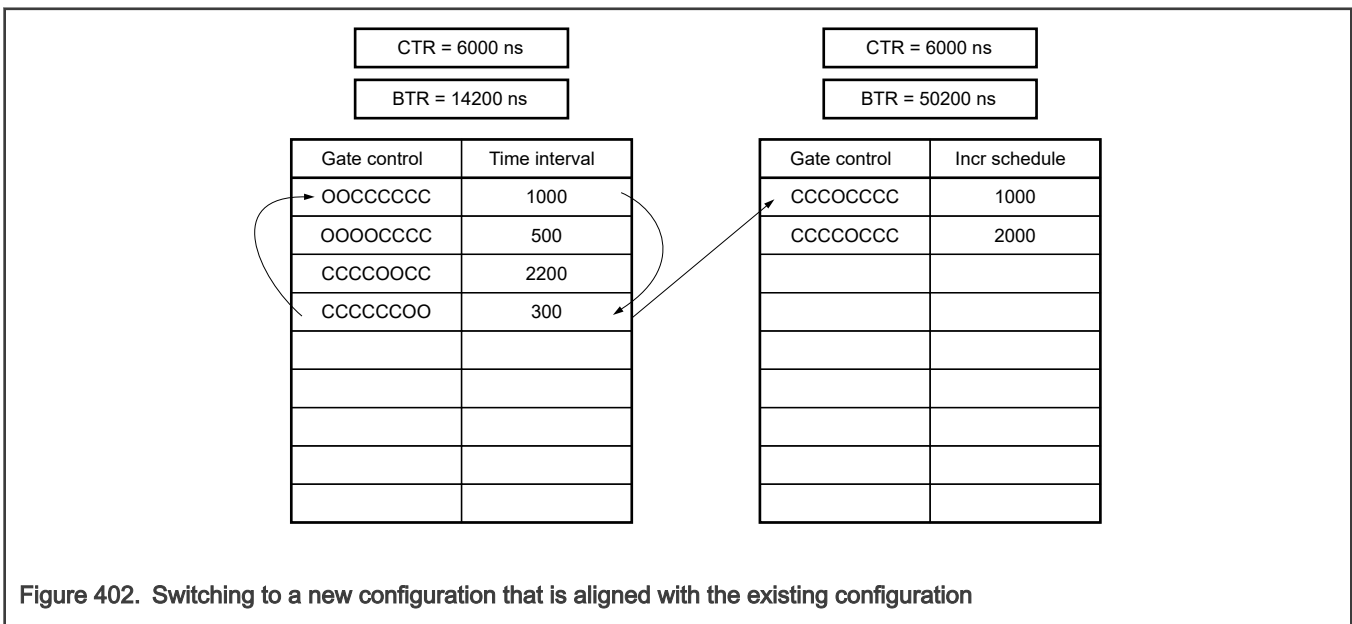 CTR = 6000 ns CTR = 6000 ns
BTR = 14200 ns BTR = 50200 ns
Gate control Time interval Gate control Incr schedule
OOCCCCCC 1000 CCCOCCCC 1000
OOOOCCCC 500 CCCCOCCC 2000
CCCCOOCC 2200
CCCCCCOO 300
Figure 402. Switching to a new configuration that is aligned with the existing configuration